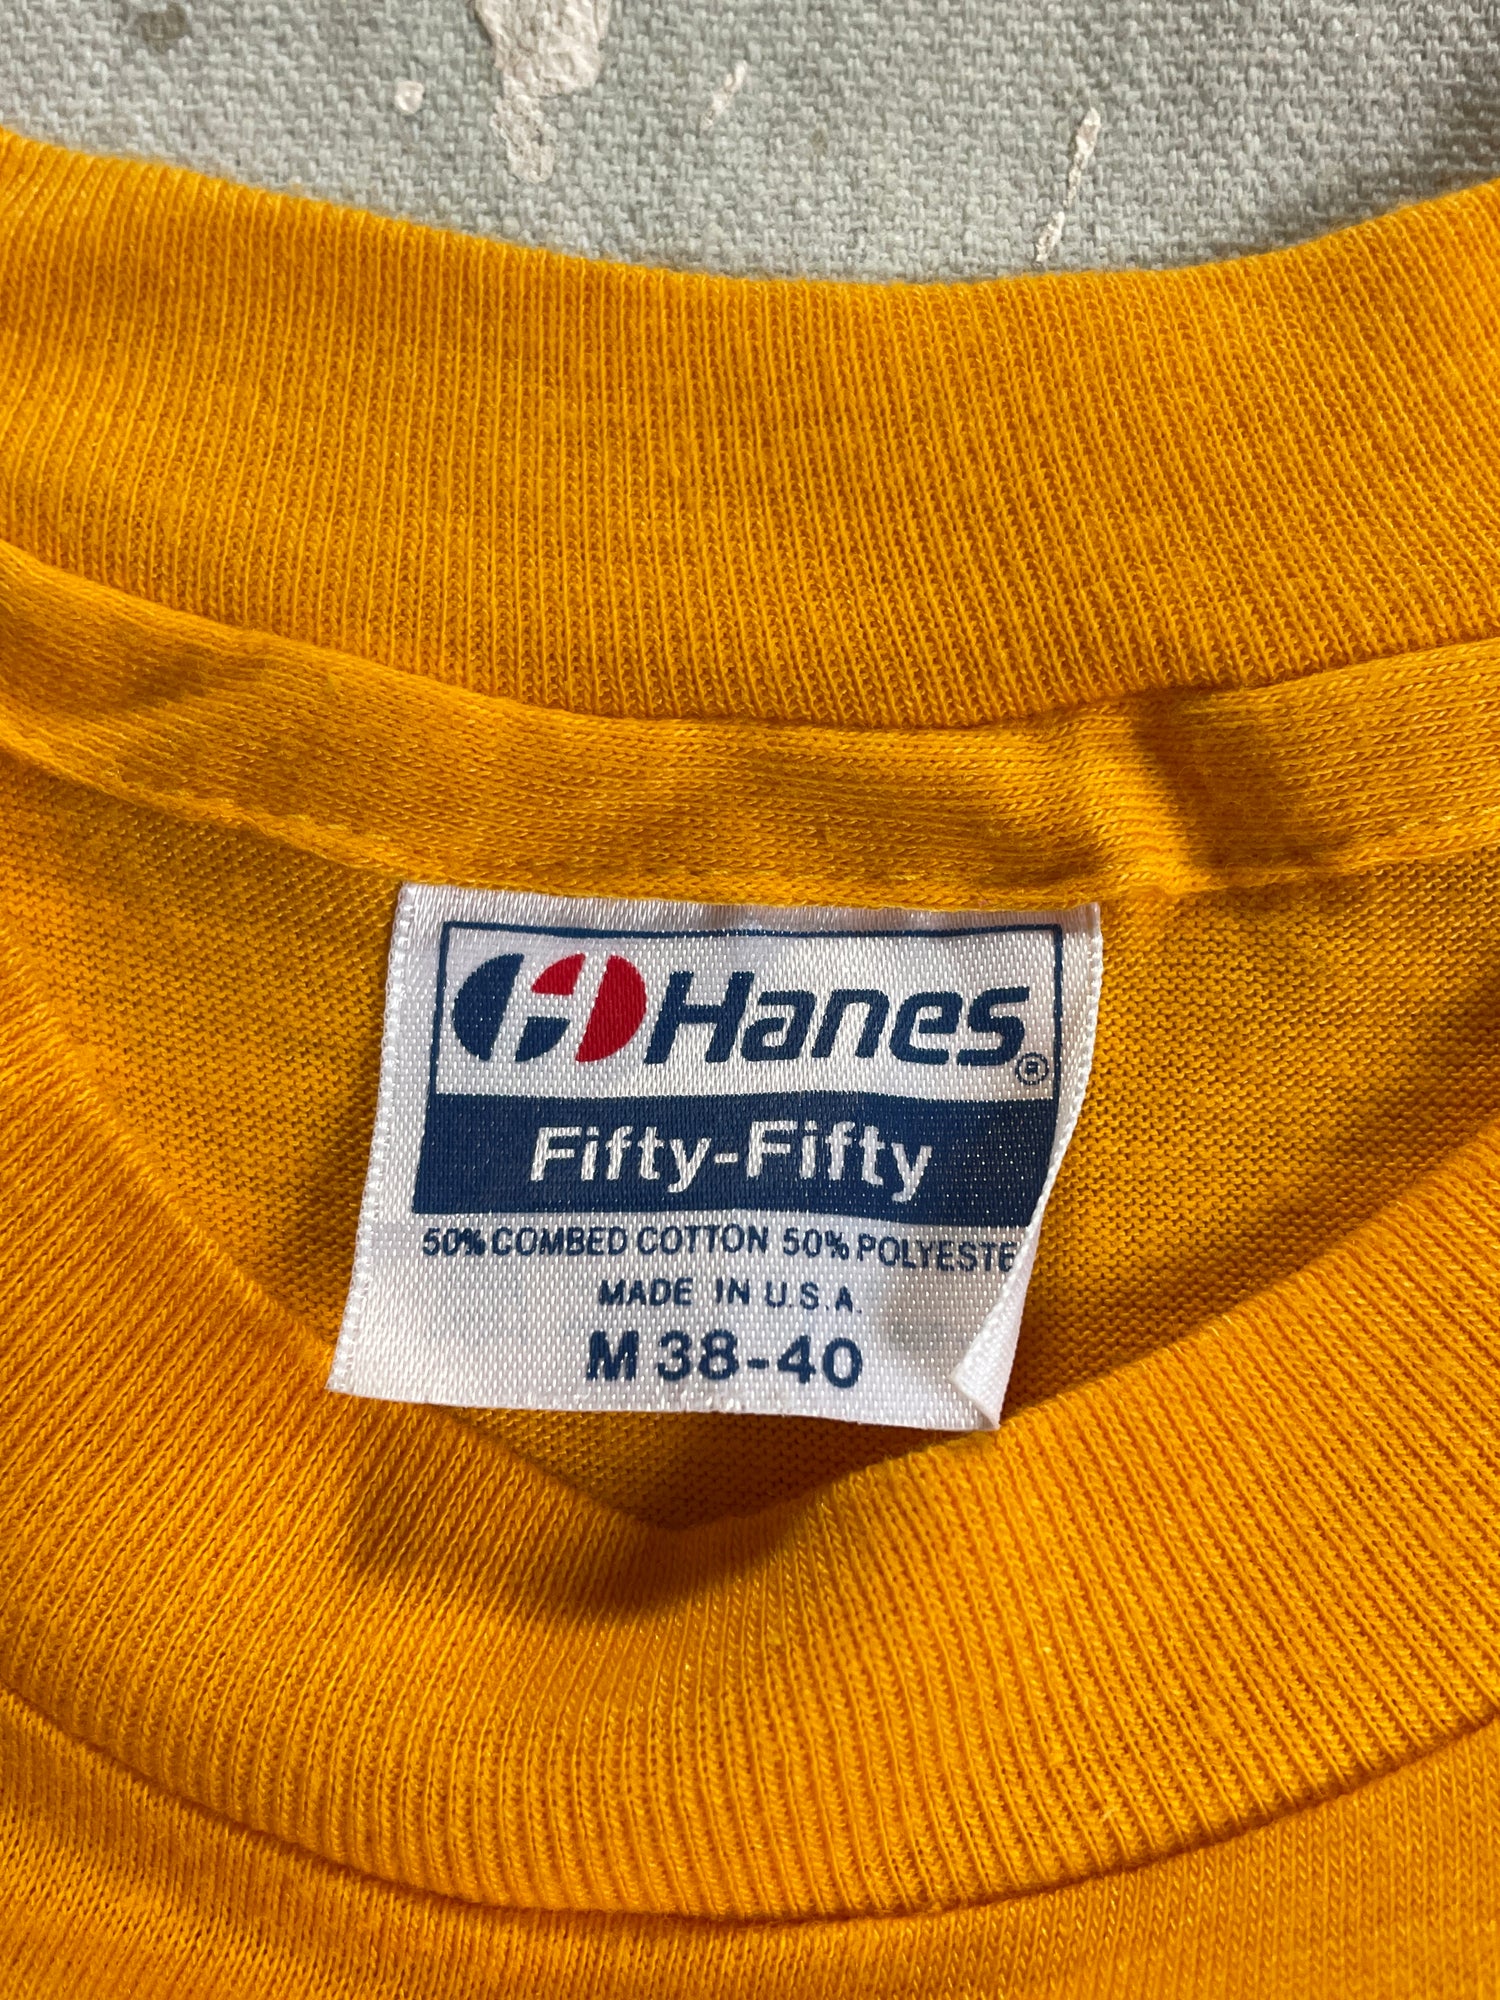 Hanes®
Fifty-Fifty
50% COMBED COTTON 50% POLYESTE
MADE IN U.S.A.
M 38-40